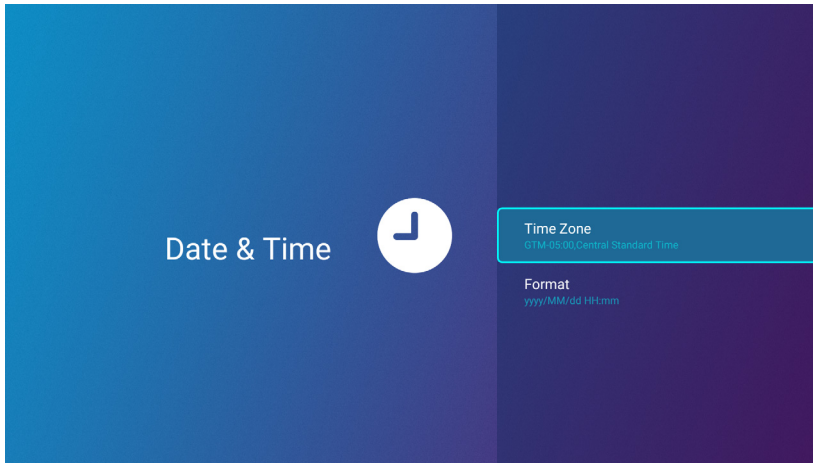 Date & Time
Time Zone
GTM-05:00,Central Standard Time
Format
yyyy/MM/dd HH:mm